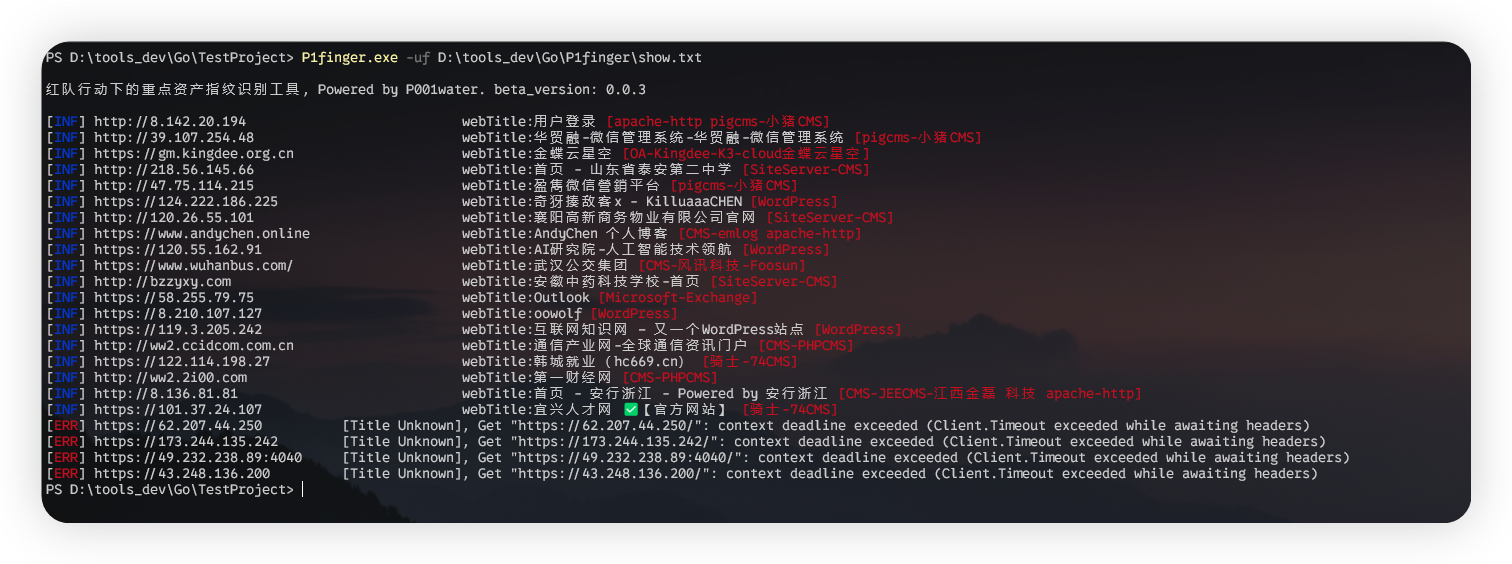 PS D:\tools_dev\Go\TestProject> P1finger.exe -uf D:\tools_dev\Go\P1finger\show.txt
红队行动下的重点资产指纹识别工具, Powered by P001water. beta_version: 0.0.3
[INF] http://8.142.20.194 webTitle:用户登录 [apache-http pigcms-小猪CMS]
[INF] http://39.107.254.48 webTitle:华贸融-微信管理系统-华贸融-微信管理系统 [pigcms-小猪CMS]
[INF] https://gm.kingdee.org.cn webTitle:金蝶云星空 [OA-Kingdee-K3-cloud金蝶云星空]
[INF] http://218.56.145.66 webTitle:首页 - 山东省泰安第二中学 [SiteServer-CMS]
[INF] http://47.75.114.215 webTitle:盈雋微信營銷平台 [pigcms-小猪CMS]
[INF] https://124.222.186.225 webTitle:奇犽揍敌客x - KilluaaaCHEN [WordPress]
[INF] http://120.26.55.101 webTitle:襄阳高新商务物业有限公司官网 [SiteServer-CMS]
[INF] https://www.andychen.online webTitle:AndyChen 个人博客 [CMS-emlog apache-http]
[INF] https://120.55.162.91 webTitle:AI研究院-人工智能技术领航 [WordPress]
[INF] https://www.wuhanbus.com/ webTitle:武汉公交集团 [CMS-风讯科技-Foosun]
[INF] http://bzzyxy.com webTitle:安徽中药科技学校-首页 [SiteServer-CMS]
[INF] https://58.255.79.75 webTitle:Outlook [Microsoft-Exchange]
[INF] https://8.210.107.127 webTitle:oowolf [WordPress]
[INF] https://119.3.205.242 webTitle:互联网知识网 - 又一个WordPress站点 [WordPress]
[INF] http://ww2.ccidcom.com.cn webTitle:通信产业网-全球通信资讯门户 [CMS-PHPCMS]
[INF] https://122.114.198.27 webTitle:韩城就业（hc669.cn） [骑士-74CMS]
[INF] http://ww2.2i00.com webTitle:第一财经网 [CMS-PHPCMS]
[INF] http://8.136.81.81 webTitle:首页 - 安行浙江 - Powered by 安行浙江 [CMS-JEECMS-江西金磊 科技 apache-http]
[INF] https://101.37.24.107 webTitle:宜兴人才网 ✅【官方网站】 [骑士-74CMS]
[ERR] https://62.207.44.250 [Title Unknown], Get "https://62.207.44.250/": context deadline exceeded (Client.Timeout exceeded while awaiting headers)
[ERR] https://173.244.135.242 [Title Unknown], Get "https://173.244.135.242/": context deadline exceeded (Client.Timeout exceeded while awaiting headers)
[ERR] https://49.232.238.89:4040 [Title Unknown], Get "https://49.232.238.89:4040/": context deadline exceeded (Client.Timeout exceeded while awaiting headers)
[ERR] https://43.248.136.200 [Title Unknown], Get "https://43.248.136.200/": context deadline exceeded (Client.Timeout exceeded while awaiting headers)
PS D:\tools_dev\Go\TestProject>